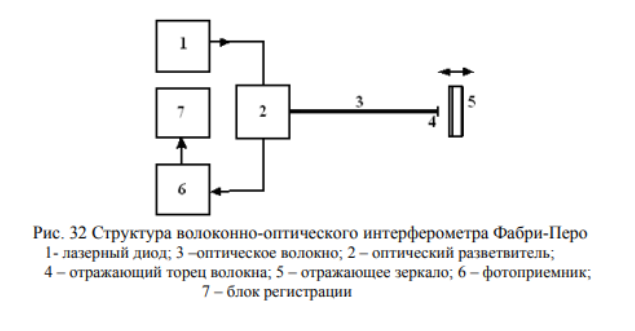 1
7
2
3
4
5
6
Рис. 32 Структура волоконно-оптического интерферометра Фабри-Перо
1- лазерный диод; 3 –оптическое волокно; 2 – оптический разветвитель;
4 – отражающий торец волокна; 5 – отражающее зеркало; 6 – фотоприемник;
7 – блок регистрации